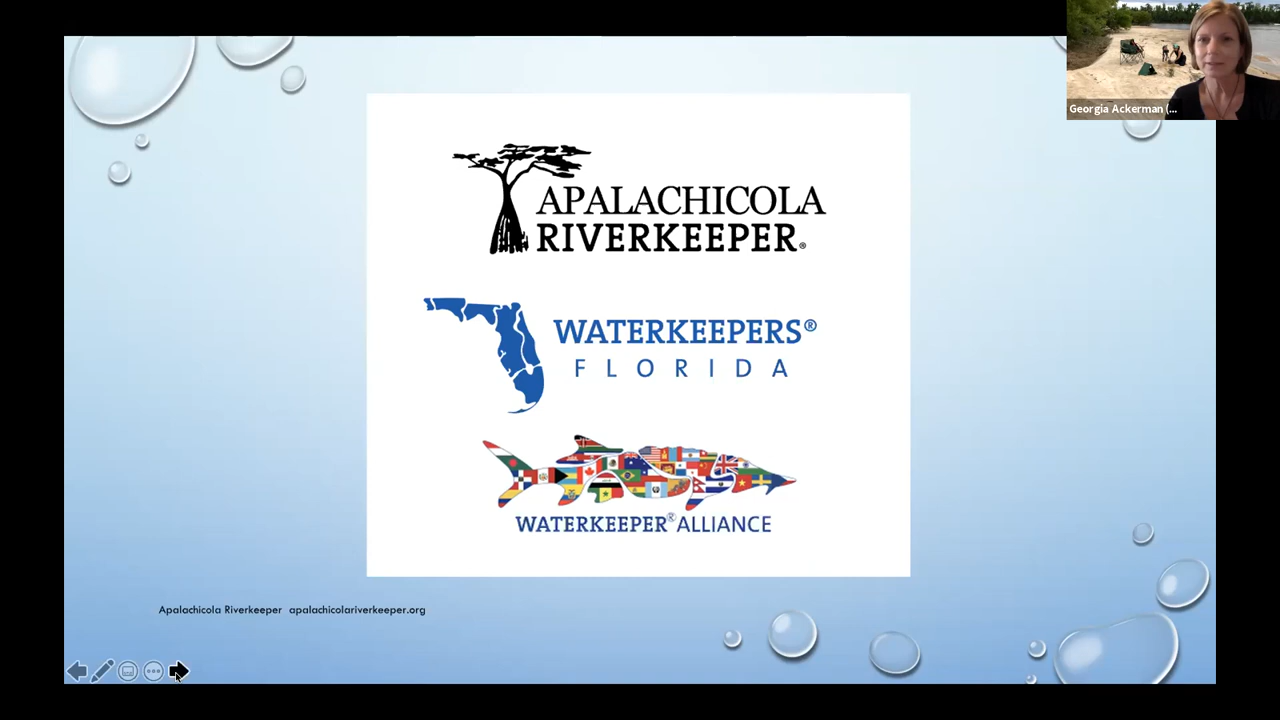 Georgia Ackerman (...
APALACHICOLA
RIVERKEEPER®
WATERKEEPERS®
FLORIDA
WATERKEEPER® ALLIANCE
Apalachicola Riverkeeper apalachicolariverkeeper.org